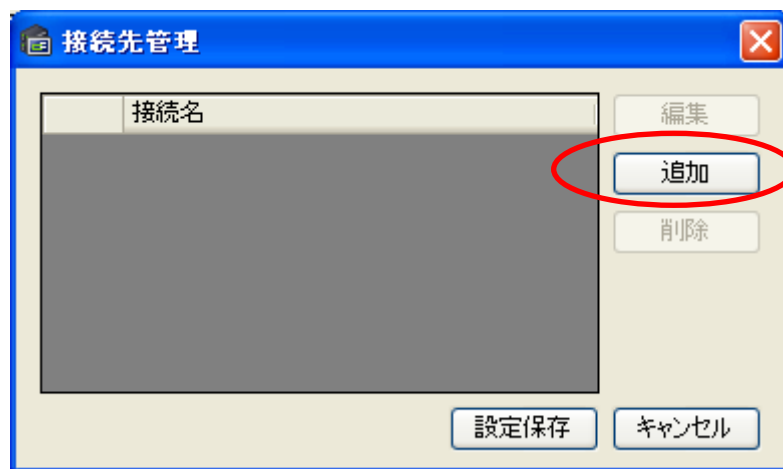 接続先管理
接続名
編集
追加
削除
設定保存
キャンセル